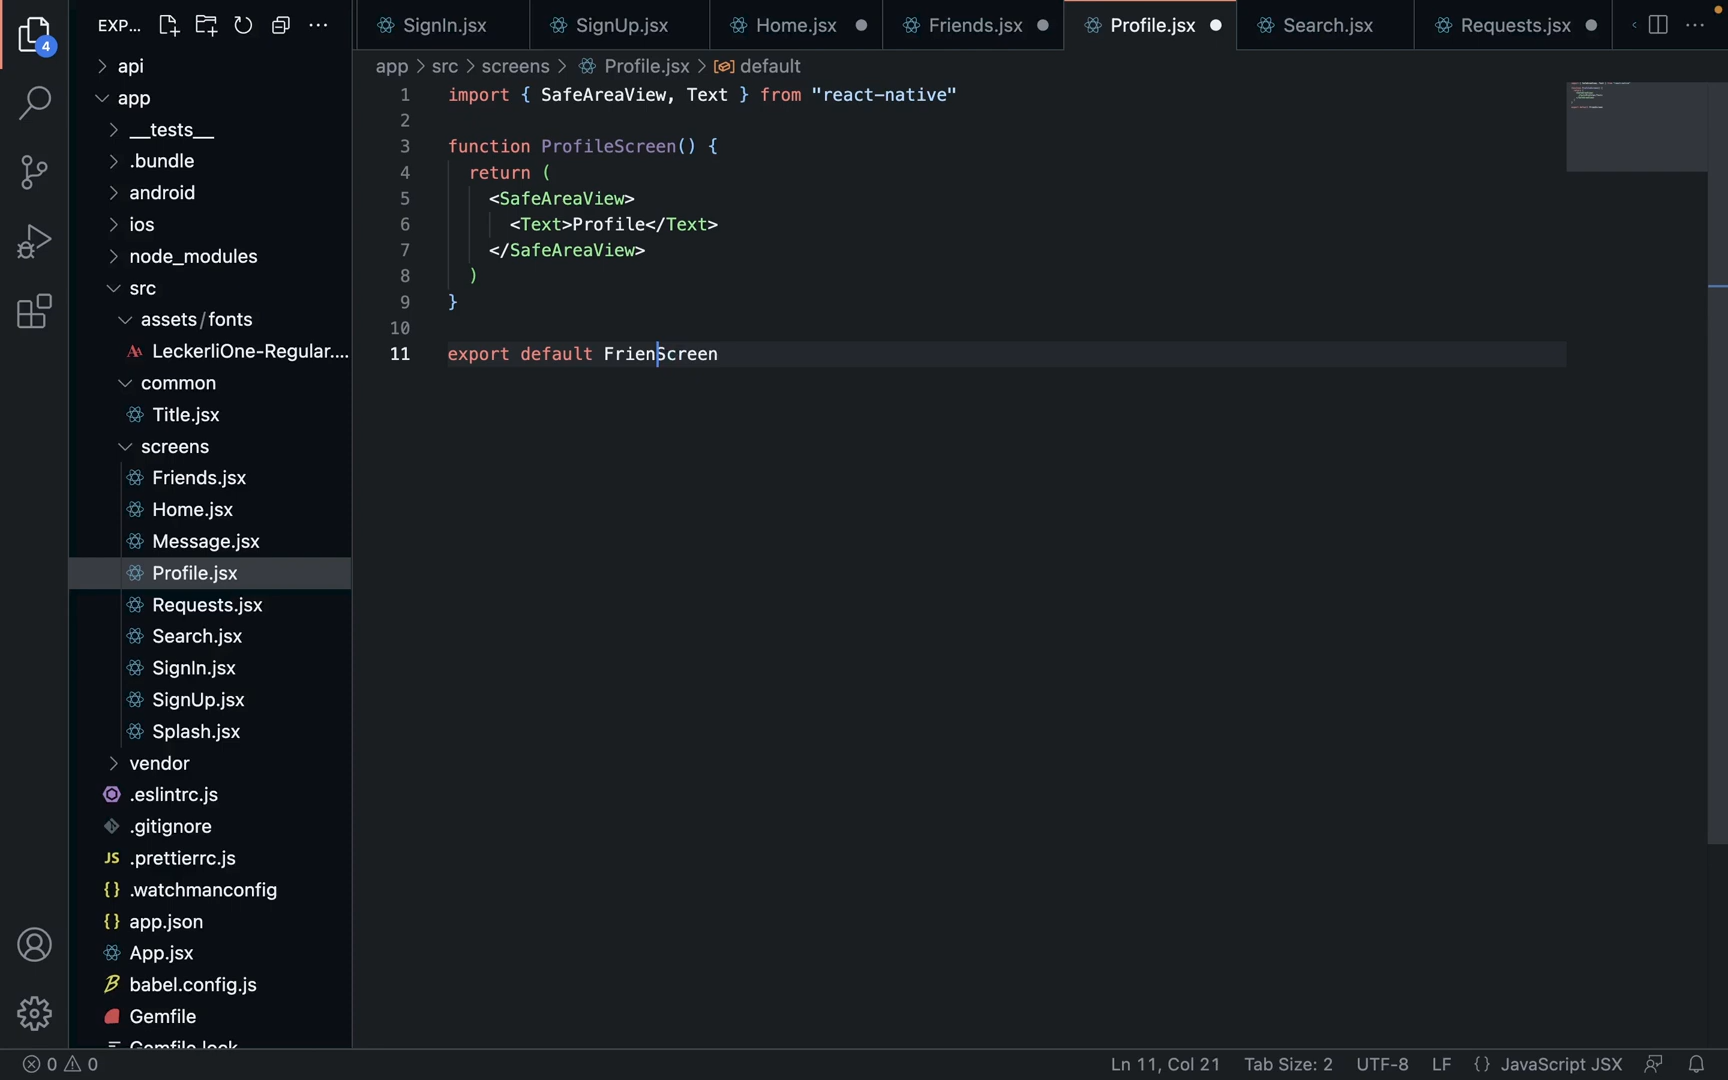 EXP...
SignIn.jsx
SignUp.jsx
Home.jsx
Friends.jsx
Profile.jsx
Search.jsx
Requests.jsx
4
api
app
__tests__
.bundle
android
ios
node_modules
src
assets/fonts
LeckerliOne-Regular....
common
Title.jsx
screens
Friends.jsx
Home.jsx
Message.jsx
Profile.jsx
Requests.jsx
Search.jsx
SignIn.jsx
SignUp.jsx
Splash.jsx
vendor
.eslintrc.js
.gitignore
JS .prettierrc.js
{} .watchmanconfig
{} app.json
App.jsx
babel.config.js
Gemfile
Gemfile.lock
app > src > screens > Profile.jsx > default
1 import { SafeAreaView, Text } from "react-native"
2
3 function ProfileScreen() {
4 return (
5 <SafeAreaView>
6 <Text>Profile</Text>
7 </SafeAreaView>
8 )
9 }
10
11 export default FrienScreen
0 0
Ln 11, Col 21
Tab Size: 2
UTF-8
LF
{} JavaScript JSX